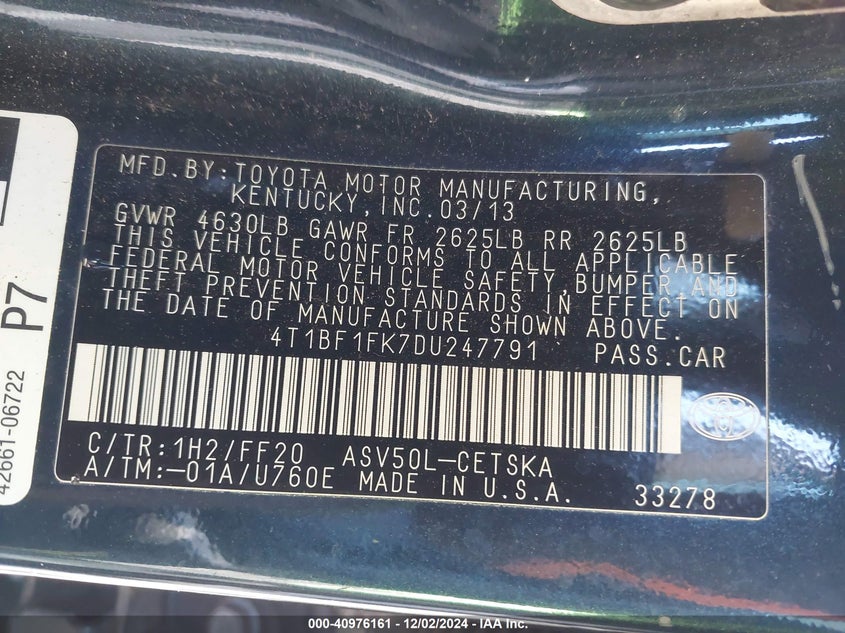 MFD.BY:TOYOTA MOTOR MANUFACTURING,
KENTUCKY,INC.03/13
GVWR 4630LB GAWR FR 2625LB RR 2625LB
THIS VEHICLE CONFORMS TO ALL APPLICABLE
FEDERAL MOTOR VEHICLE SAFETY,BUMPER AND
THEFT PREVENTION STANDARDS IN EFFECT ON
THE DATE OF MANUFACTURE SHOWN ABOVE.
4T1BF1FK7DU247791 PASS.CAR
C/TR:1H2/FF20 ASV50L-CETSKA
A/TM:-01A/U760E MADE IN U.S.A. 33278
P7
42661-06722
000-40976161 - 12/02/2024 - IAA Inc.